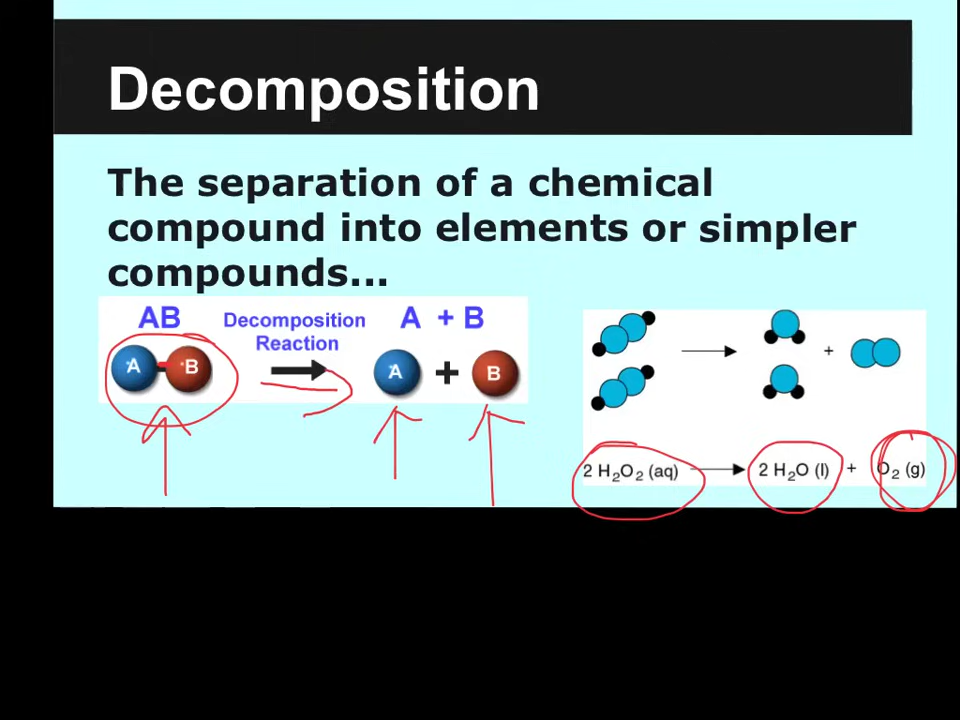 Decomposition
The separation of a chemical
compound into elements or simpler
compounds...
AB
Decomposition
Reaction
A + B
A
B
A
+
B
+
2 H₂O₂ (aq)
2 H₂O (l) + O₂ (g)